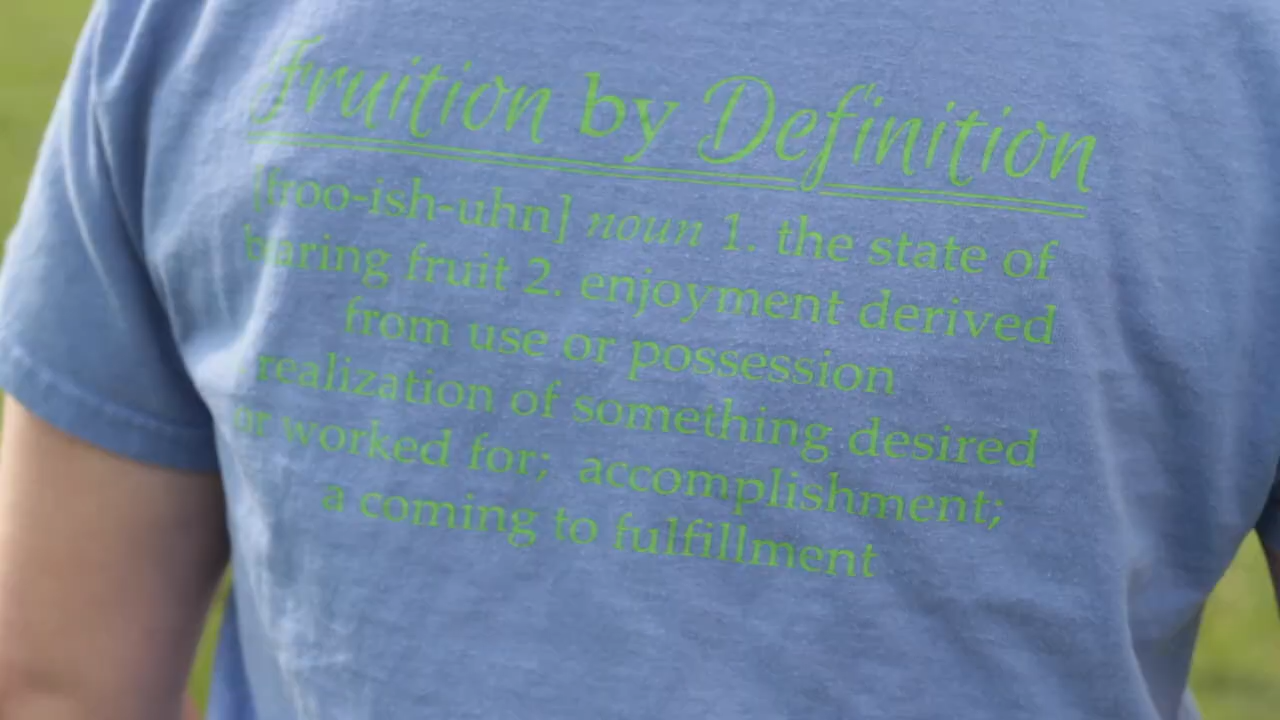 Fruition by Definition
[froo-ish-uhn] noun 1. the state of
baring fruit 2. enjoyment derived
from use or possession
realization of something desired
or worked for;  accomplishment;
a coming to fulfillment